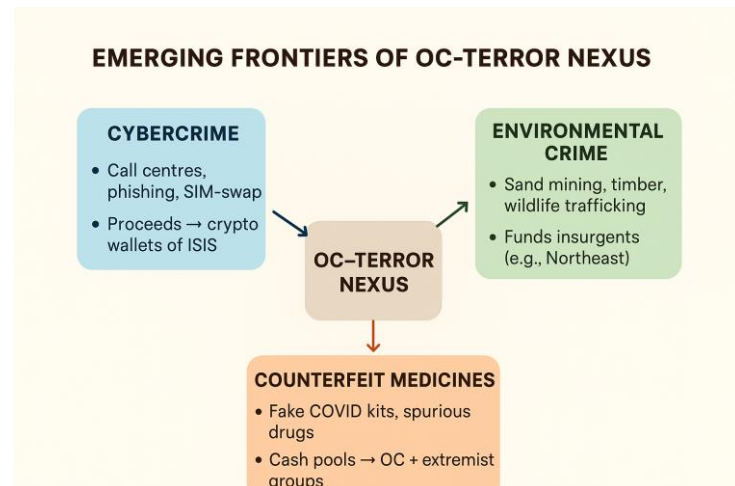 EMERGING FRONTIERS OF OC-TERROR NEXUS
CYBERCRIME
• Call centres,
phishing, SIM-swap
• Proceeds → crypto
wallets of ISIS
ENVIRONMENTAL
CRIME
• Sand mining, timber,
wildlife trafficking
• Funds insurgents
(e.g., Northeast)
OC–TERROR
NEXUS
COUNTERFEIT MEDICINES
• Fake COVID kits, spurious
drugs
• Cash pools → OC + extremist
groups